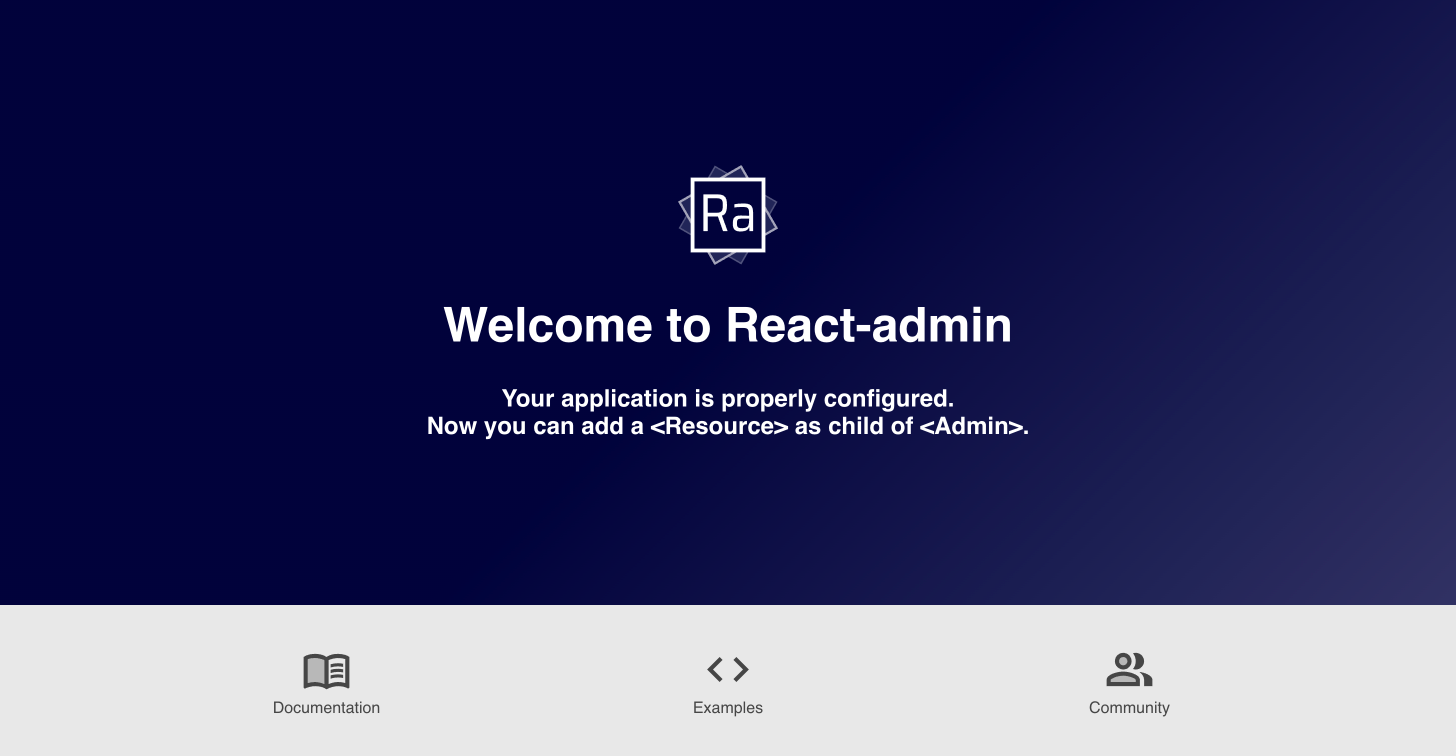 Ra
Welcome to React-admin
Your application is properly configured.
Now you can add a <Resource> as child of <Admin>.
Documentation
Examples
Community